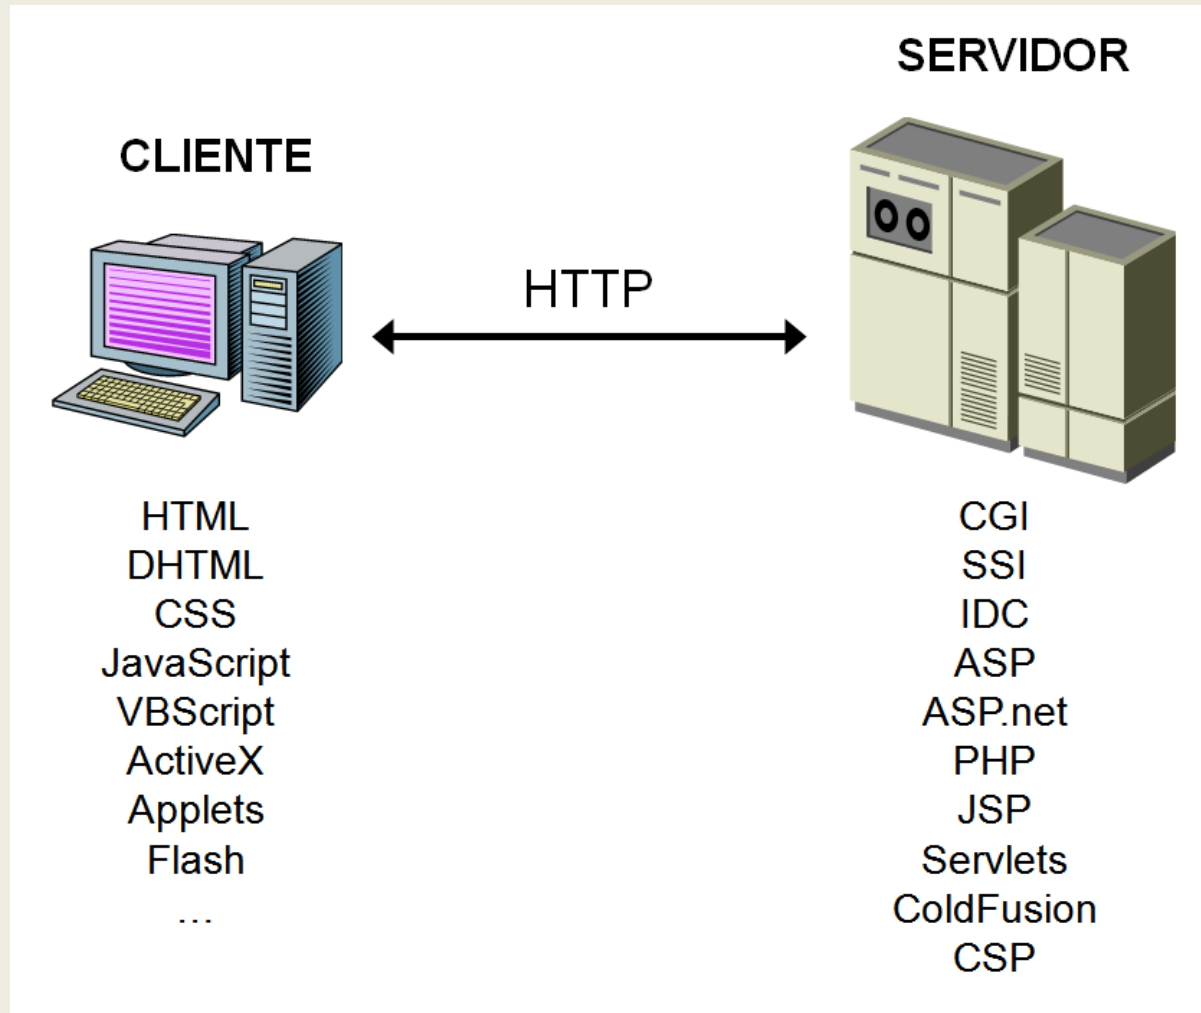 SERVIDOR
CLIENTE
HTTP
HTML
DHTML
CSS
JavaScript
VBScript
ActiveX
Applets
Flash
...
CGI
SSI
IDC
ASP
ASP.net
PHP
JSP
Servlets
ColdFusion
CSP